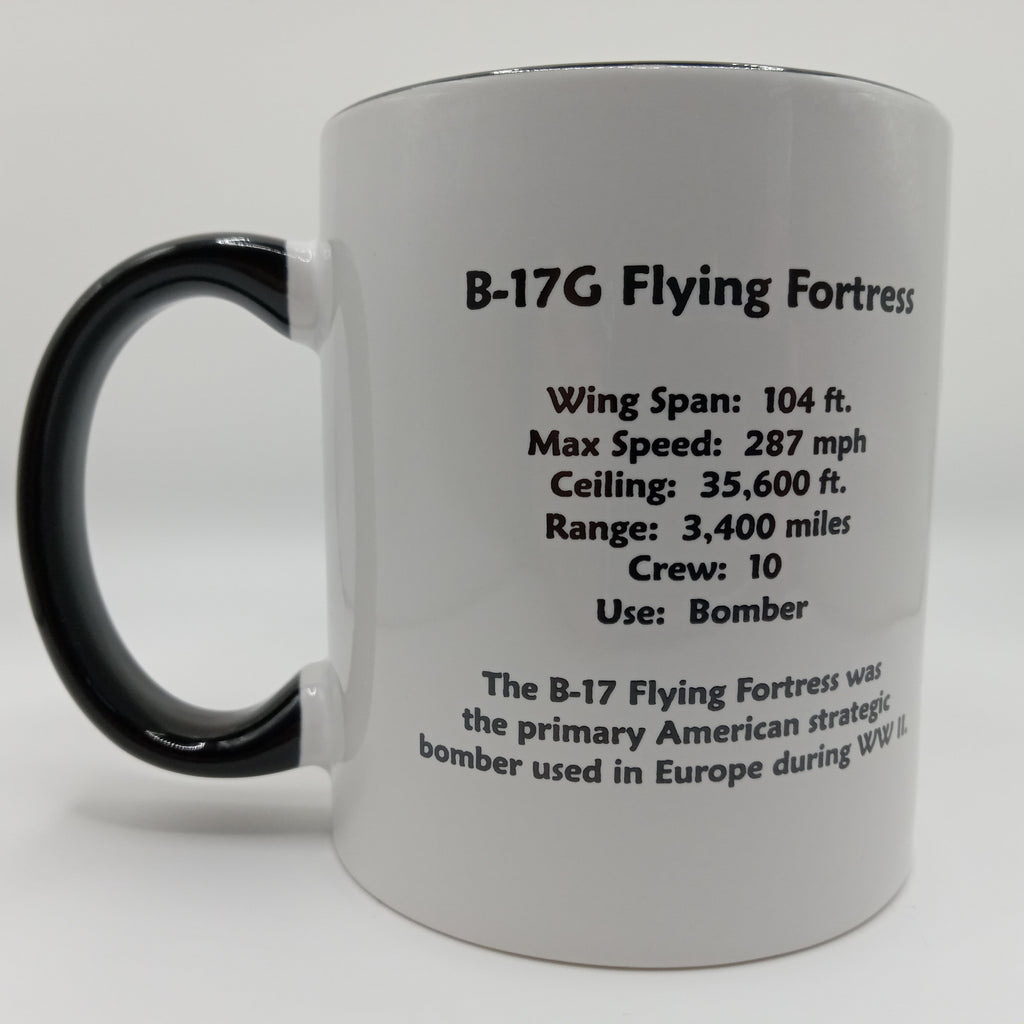 B-17G Flying Fortress
Wing Span: 104 ft.
Max Speed: 287 mph
Ceiling: 35,600 ft.
Range: 3,400 miles
Crew: 10
Use: Bomber
The B-17 Flying Fortress was
the primary American strategic
bomber used in Europe during WW II.